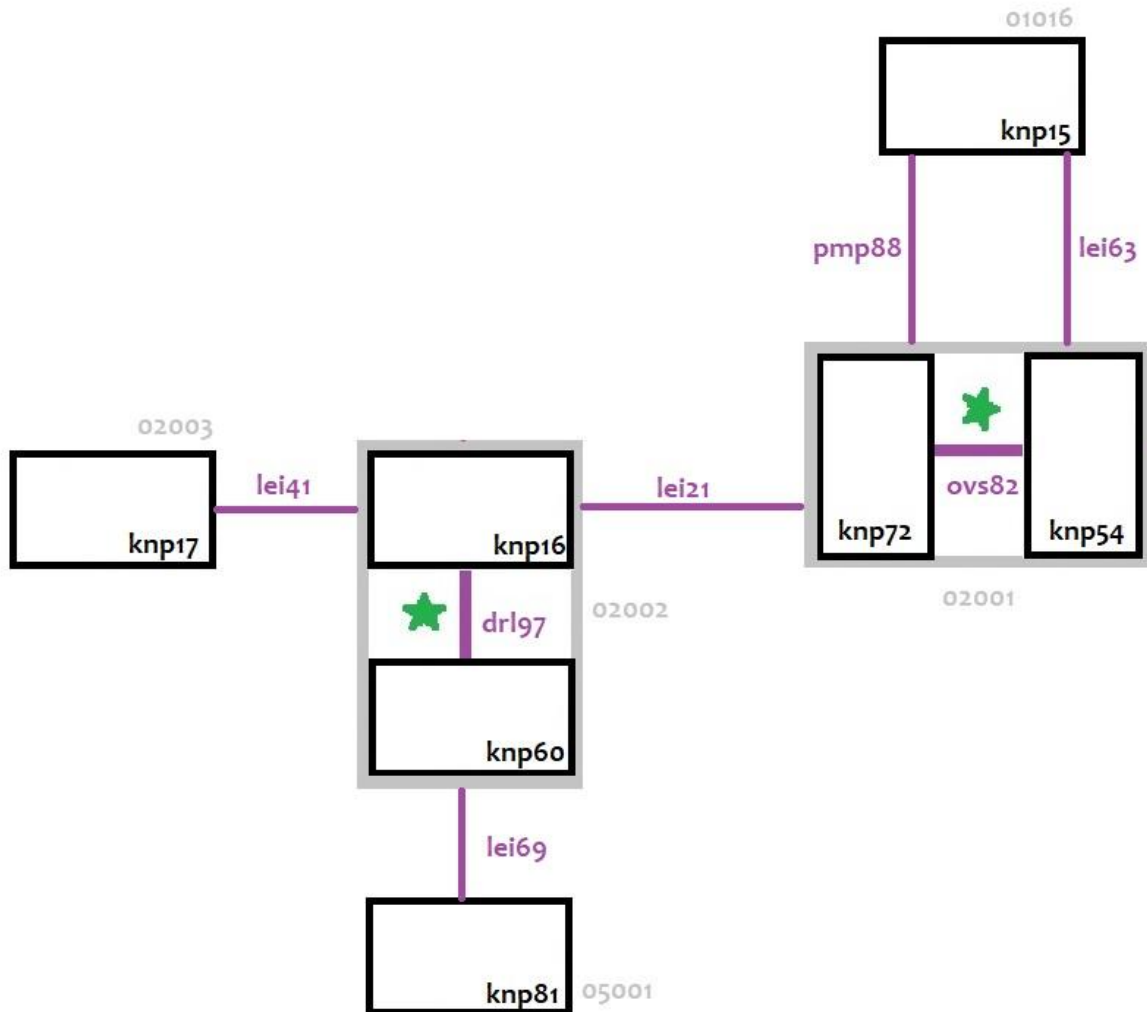 01016
knp15
pmp88
lei63
02003
lei41
lei21
ovs82
knp17
knp16
knp72
knp54
02002
02001
drl97
knp60
lei69
knp81
05001